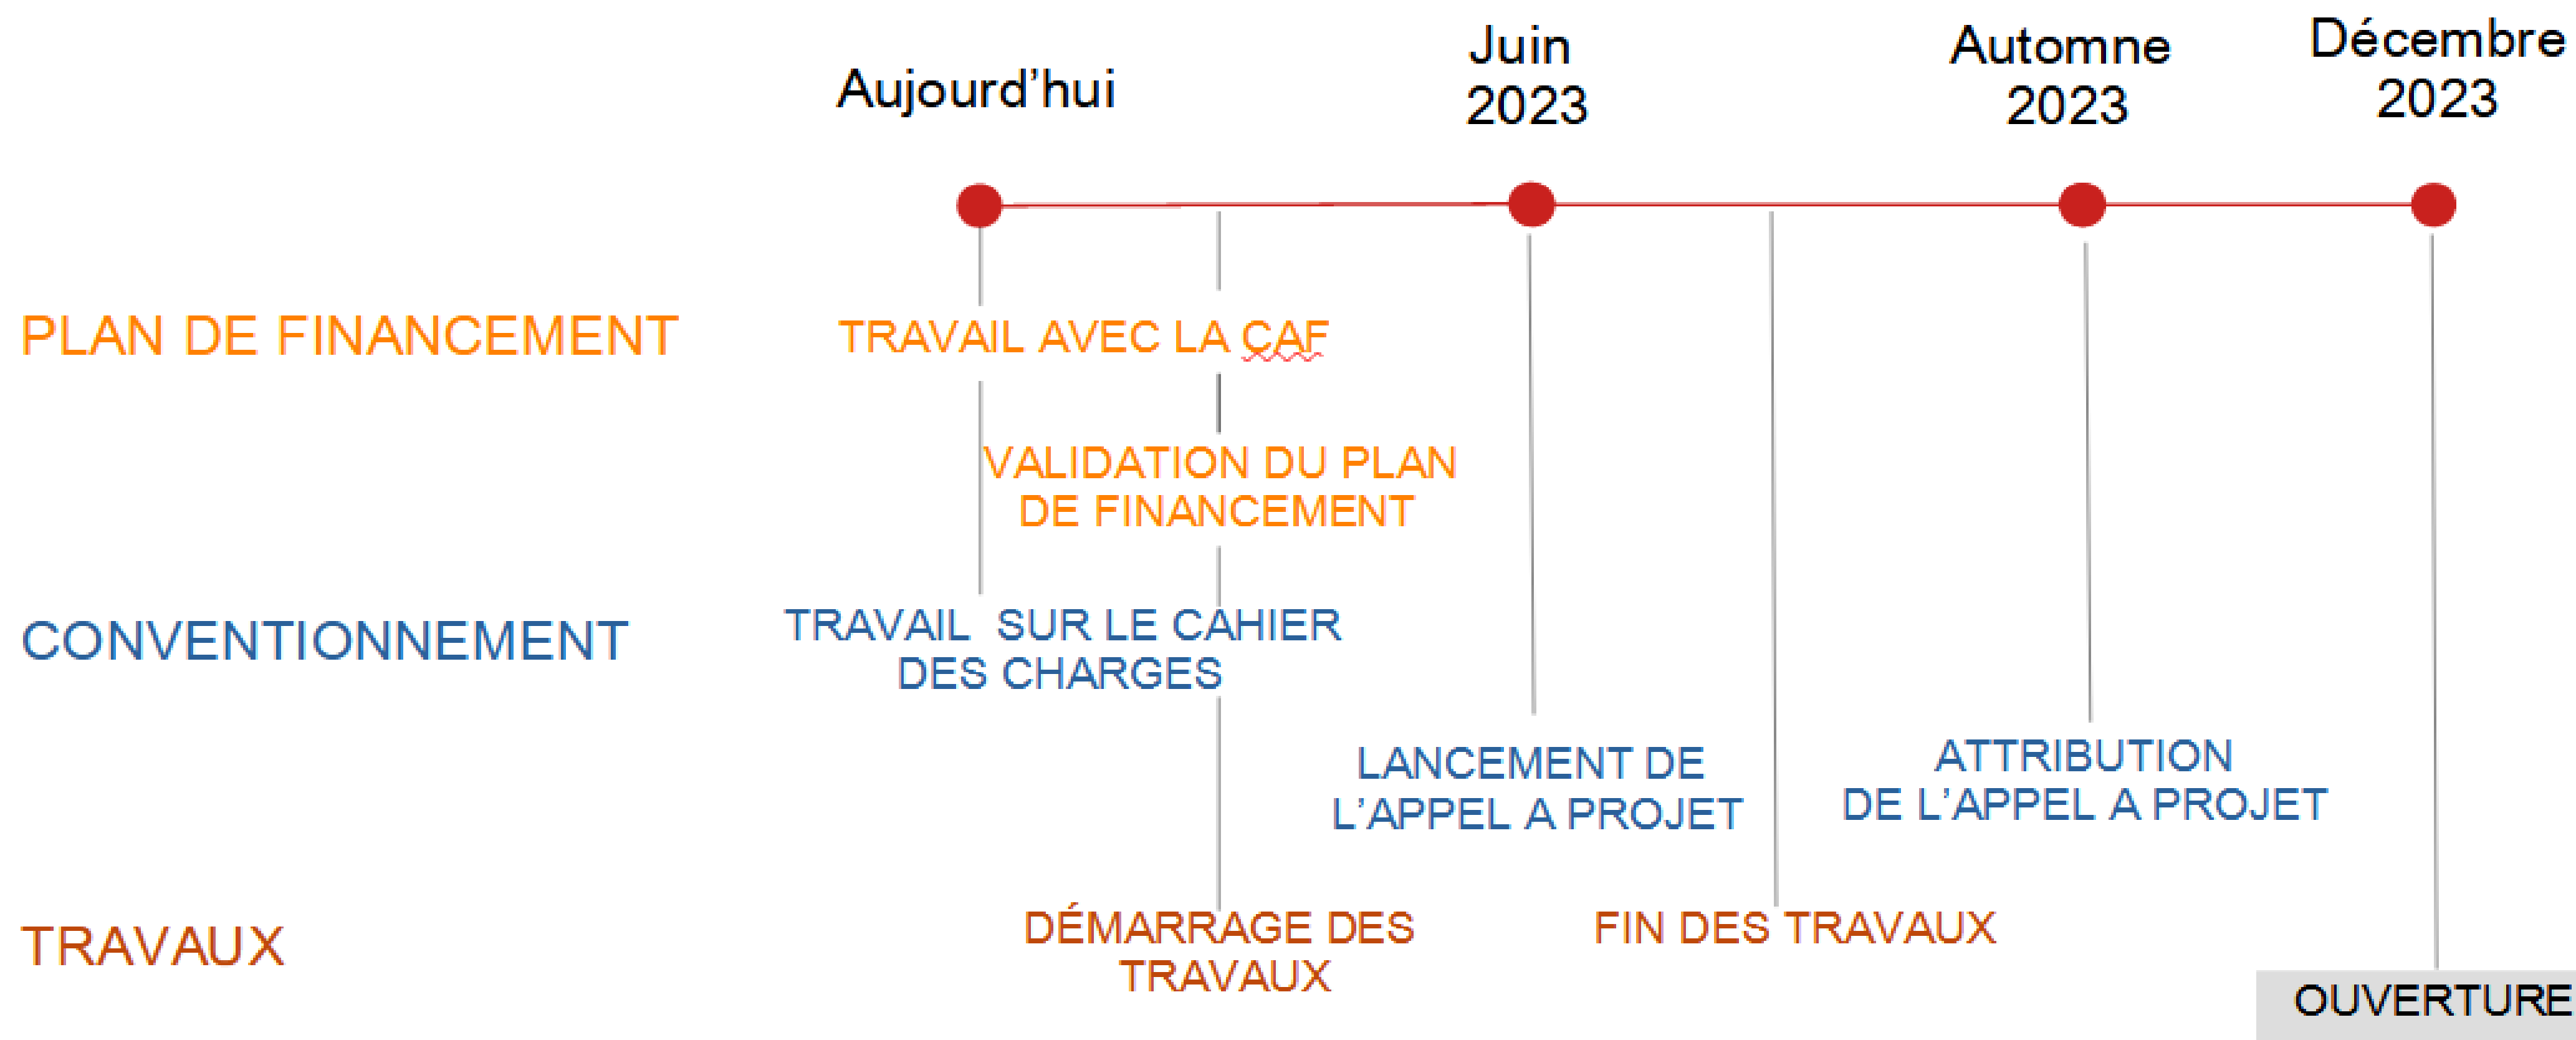 Aujourd'hui
Juin
2023
Automne
2023
Décembre
2023
PLAN DE FINANCEMENT
TRAVAIL AVEC LA CAF
VALIDATION DU PLAN
DE FINANCEMENT
CONVENTIONNEMENT
TRAVAIL SUR LE CAHIER
DES CHARGES
LANCEMENT DE
L'APPEL A PROJET
ATTRIBUTION
DE L'APPEL A PROJET
TRAVAUX
DÉMARRAGE DES
TRAVAUX
FIN DES TRAVAUX
OUVERTURE